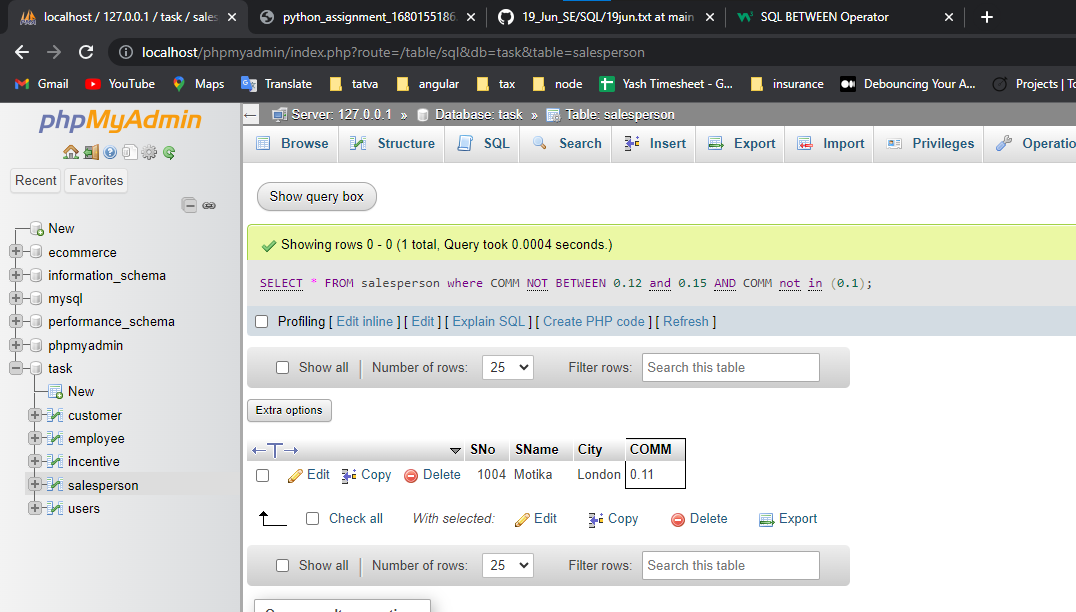 localhost / 127.0.0.1 / task / sales
python_assignment_1680155186.
19_Jun_SE/SQL/19jun.txt at main
SQL BETWEEN Operator
localhost/phpmyadmin/index.php?route=/table/sql&db=task&table=salesperson
Gmail YouTube Maps Translate tatva angular tax node Yash Timesheet - G... insurance Debouncing Your A... Projects | To
phpMyAdmin
Recent Favorites
New
ecommerce
information_schema
mysql
performance_schema
phpmyadmin
task
New
customer
employee
incentive
salesperson
users
Server: 127.0.0.1 » Database: task » Table: salesperson
Browse Structure SQL Search Insert Export Import Privileges Operatio
Show query box
Showing rows 0 - 0 (1 total, Query took 0.0004 seconds.)
SELECT * FROM salesperson where COMM NOT BETWEEN 0.12 and 0.15 AND COMM not in (0.1);
Profiling [ Edit inline ] [ Edit ] [ Explain SQL ] [ Create PHP code ] [ Refresh ]
Show all Number of rows: 25 Filter rows: Search this table
Extra options
SNo SName City COMM
Edit Copy Delete 1004 Motika London 0.11
Check all With selected: Edit Copy Delete Export
Show all Number of rows: 25 Filter rows: Search this table